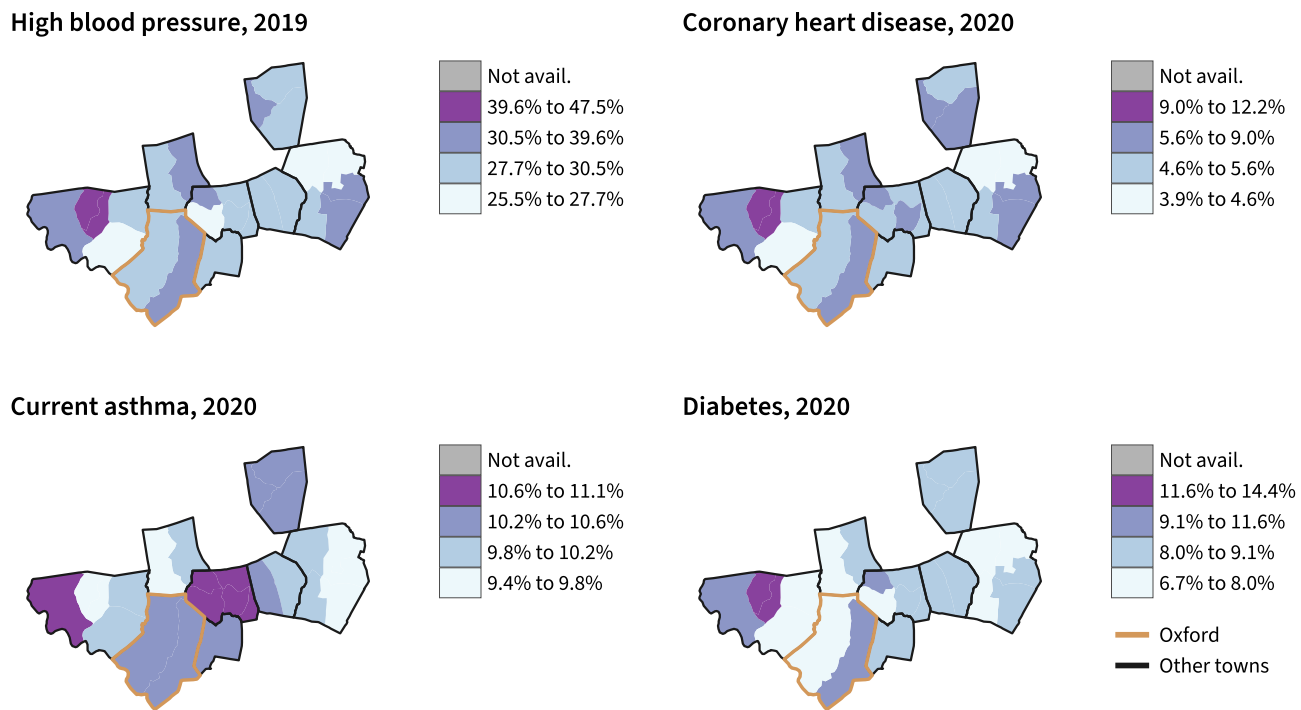 High blood pressure, 2019
Not avail.
39.6% to 47.5%
30.5% to 39.6%
27.7% to 30.5%
25.5% to 27.7%
Coronary heart disease, 2020
Not avail.
9.0% to 12.2%
5.6% to 9.0%
4.6% to 5.6%
3.9% to 4.6%
Current asthma, 2020
Not avail.
10.6% to 11.1%
10.2% to 10.6%
9.8% to 10.2%
9.4% to 9.8%
Diabetes, 2020
Not avail.
11.6% to 14.4%
9.1% to 11.6%
8.0% to 9.1%
6.7% to 8.0%
Oxford
Other towns